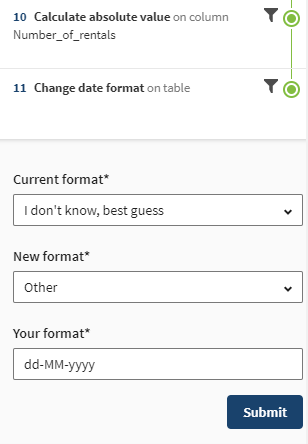 10 Calculate absolute value on column
Number_of_rentals
11 Change date format on table
Current format*
I don't know, best guess
New format*
Other
Your format*
dd-MM-yyyy
Submit